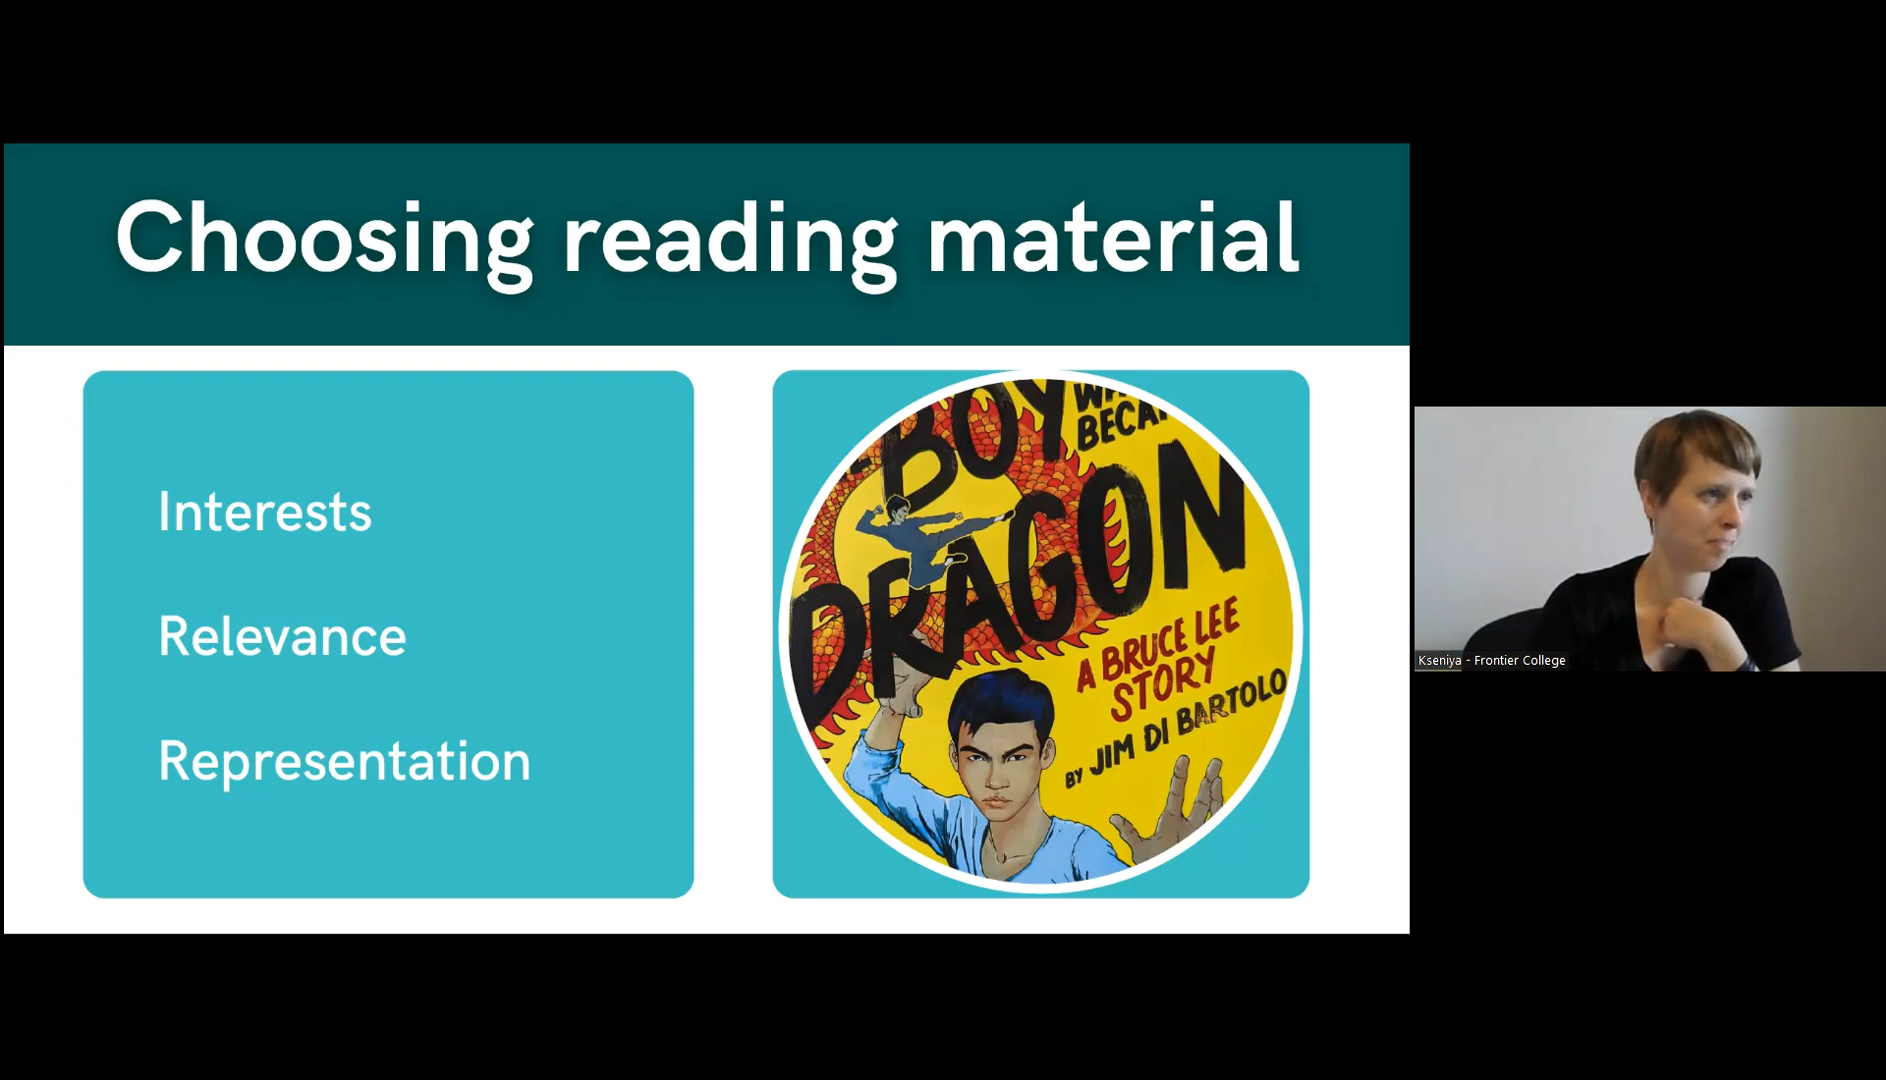 Choosing reading material
Interests
Relevance
Representation
BOY
DRAGON
A BRUCE LEE
STORY
BY JIM DI BARTOLO
Kseniya - Frontier College